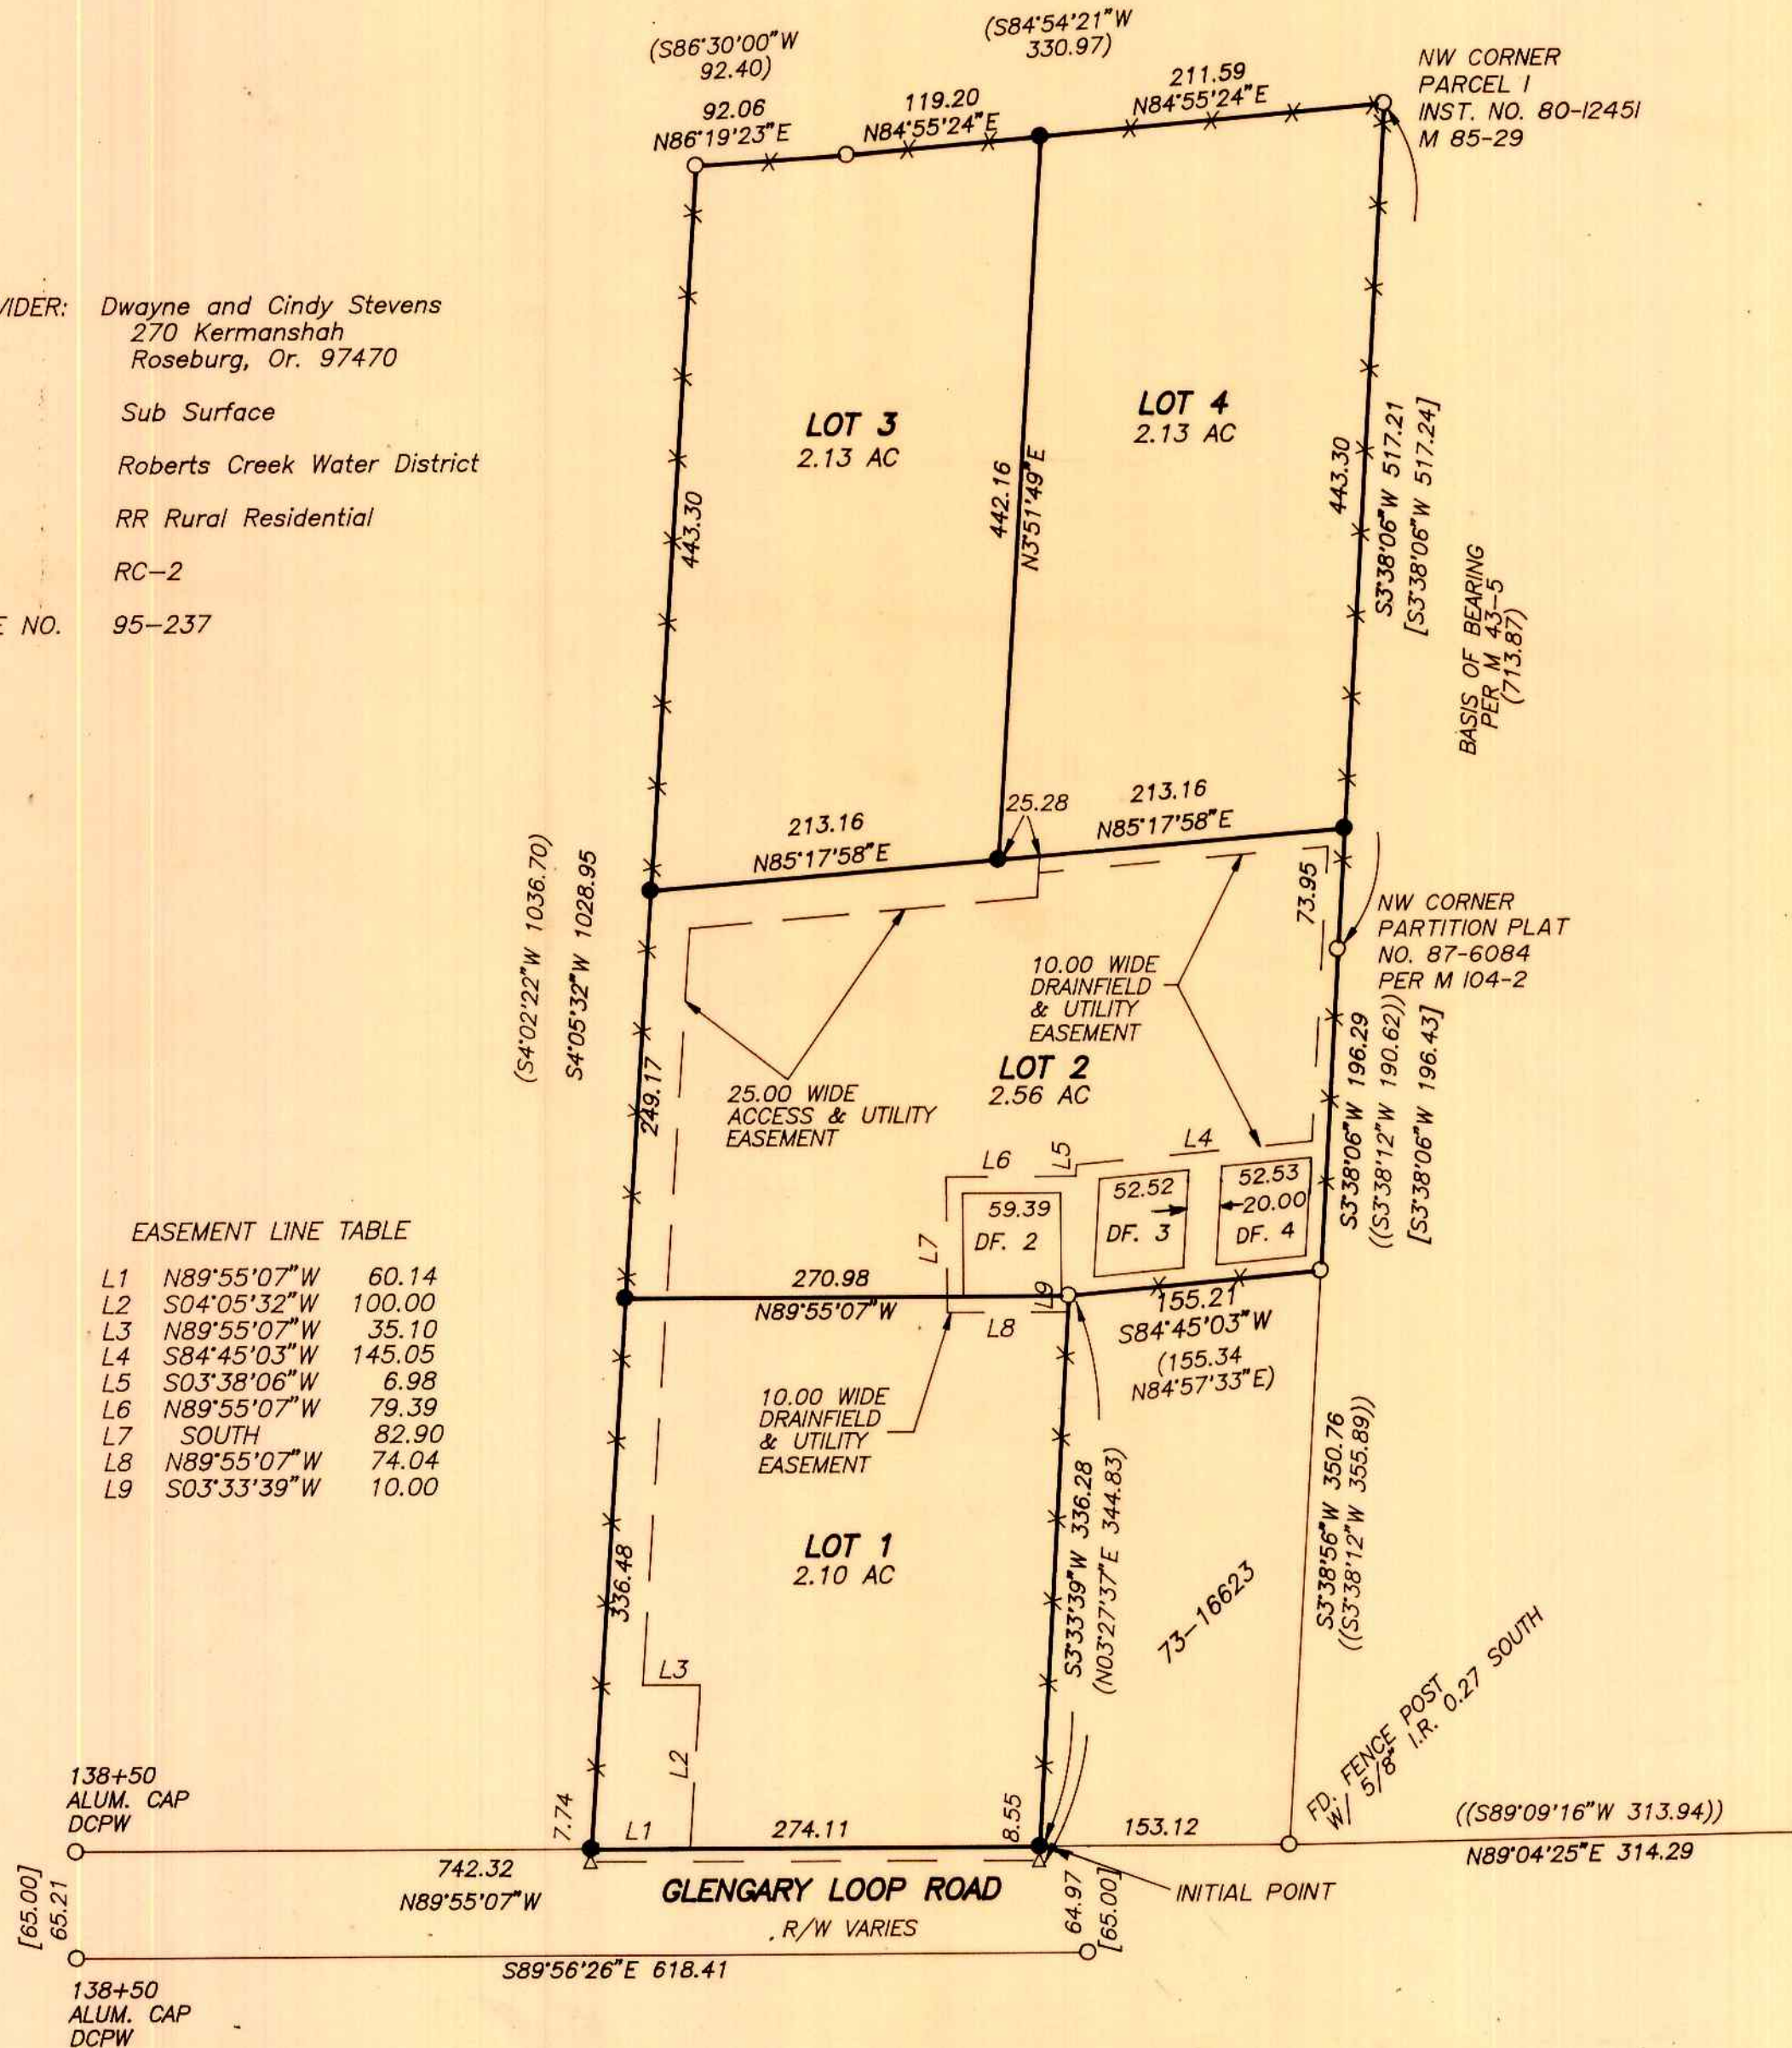 (S86°30'00"W
92.40)
(S84°54'21"W
330.97)
92.06
N86°19'23"E
119.20
N84°55'24"E
211.59
N84°55'24"E
NW CORNER
PARCEL 1
INST. NO. 80-12451
M 85-29
VIDER: Dwayne and Cindy Stevens
270 Kermanshah
Roseburg, Or. 97470
Sub Surface
Roberts Creek Water District
RR Rural Residential
RC-2
E NO. 95-237
LOT 3
2.13 AC
LOT 4
2.13 AC
443.30
442.16
N3°51'49"E
443.30
S3°38'06"W 517.21
[S3°38'06"W 517.24]
BASIS OF BEARING
PER M 43-5
(713.87)
213.16
N85°17'58"E
25.28
213.16
N85°17'58"E
(S4°02'22"W 1036.70)
S4°05'32"W 1028.95
73.95
NW CORNER
PARTITION PLAT
NO. 87-6084
PER M 104-2
10.00 WIDE
DRAINFIELD
& UTILITY
EASEMENT
LOT 2
2.56 AC
25.00 WIDE
ACCESS & UTILITY
EASEMENT
249.17
S3°38'06"W 196.29
((S3°38'12"W 190.62))
[S3°38'06"W 196.43]
L6
L5
L4
59.39
DF. 2
52.52
DF. 3
52.53
20.00
DF. 4
L7
L9
270.98
N89°55'07"W
L8
155.21
S84°45'03"W
(155.34
N84°57'33"E)
EASEMENT LINE TABLE
L1 N89°55'07"W 60.14
L2 S04°05'32"W 100.00
L3 N89°55'07"W 35.10
L4 S84°45'03"W 145.05
L5 S03°38'06"W 6.98
L6 N89°55'07"W 79.39
L7 SOUTH 82.90
L8 N89°55'07"W 74.04
L9 S03°33'39"W 10.00
10.00 WIDE
DRAINFIELD
& UTILITY
EASEMENT
LOT 1
2.10 AC
336.48
S3°33'39"W 336.28
(N03°27'37"E 344.83)
73-16623
S3°38'56"W 350.76
((S3°38'12"W 355.89))
FD. FENCE POST
W/ 5/8" I.R. 0.27 SOUTH
L3
L2
138+50
ALUM. CAP
DCPW
7.74
L1
274.11
8.55
153.12
((S89°09'16"W 313.94))
N89°04'25"E 314.29
742.32
N89°55'07"W
GLENGARY LOOP ROAD
R/W VARIES
INITIAL POINT
64.97
[65.00]
[65.00]
65.21
S89°56'26"E 618.41
138+50
ALUM. CAP
DCPW